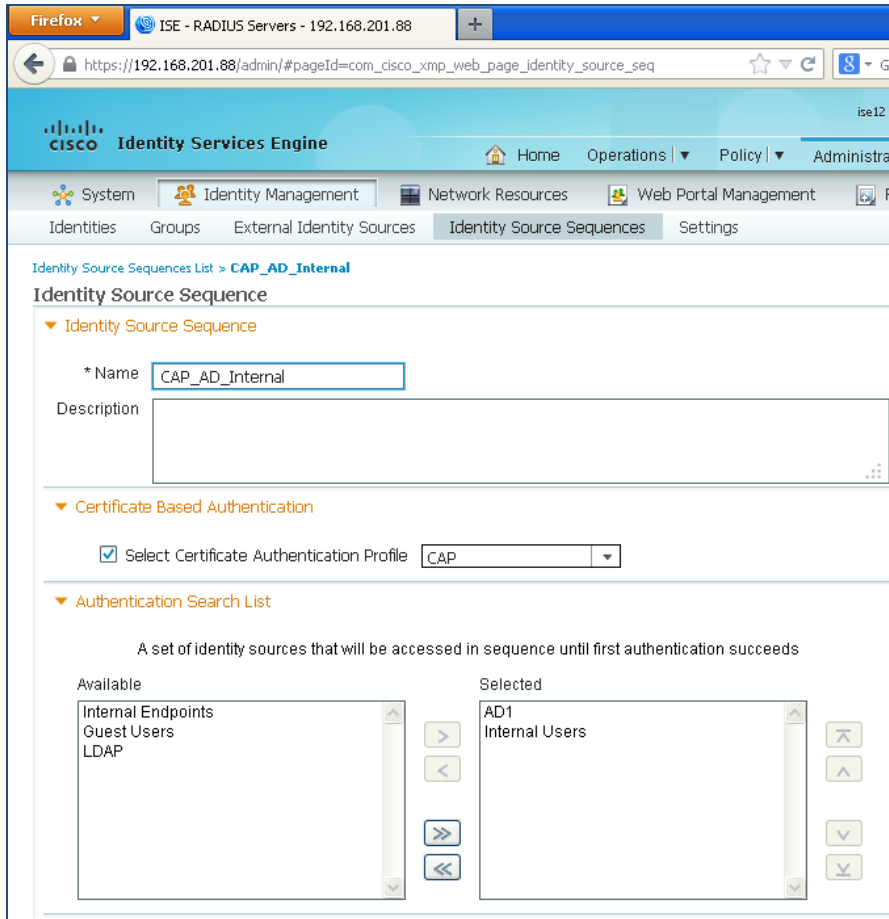 Firefox
ISE - RADIUS Servers - 192.168.201.88
https://192.168.201.88/admin/#pageId=com_cisco_xmp_web_page_identity_source_seq
ise12
CISCO Identity Services Engine
Home Operations Policy Administra
System Identity Management Network Resources Web Portal Management
Identities Groups External Identity Sources Identity Source Sequences Settings
Identity Source Sequences List > CAP_AD_Internal
Identity Source Sequence
Identity Source Sequence
* Name CAP_AD_Internal
Description
Certificate Based Authentication
Select Certificate Authentication Profile CAP
Authentication Search List
A set of identity sources that will be accessed in sequence until first authentication succeeds
Available Selected
Internal Endpoints AD1
Guest Users Internal Users
LDAP